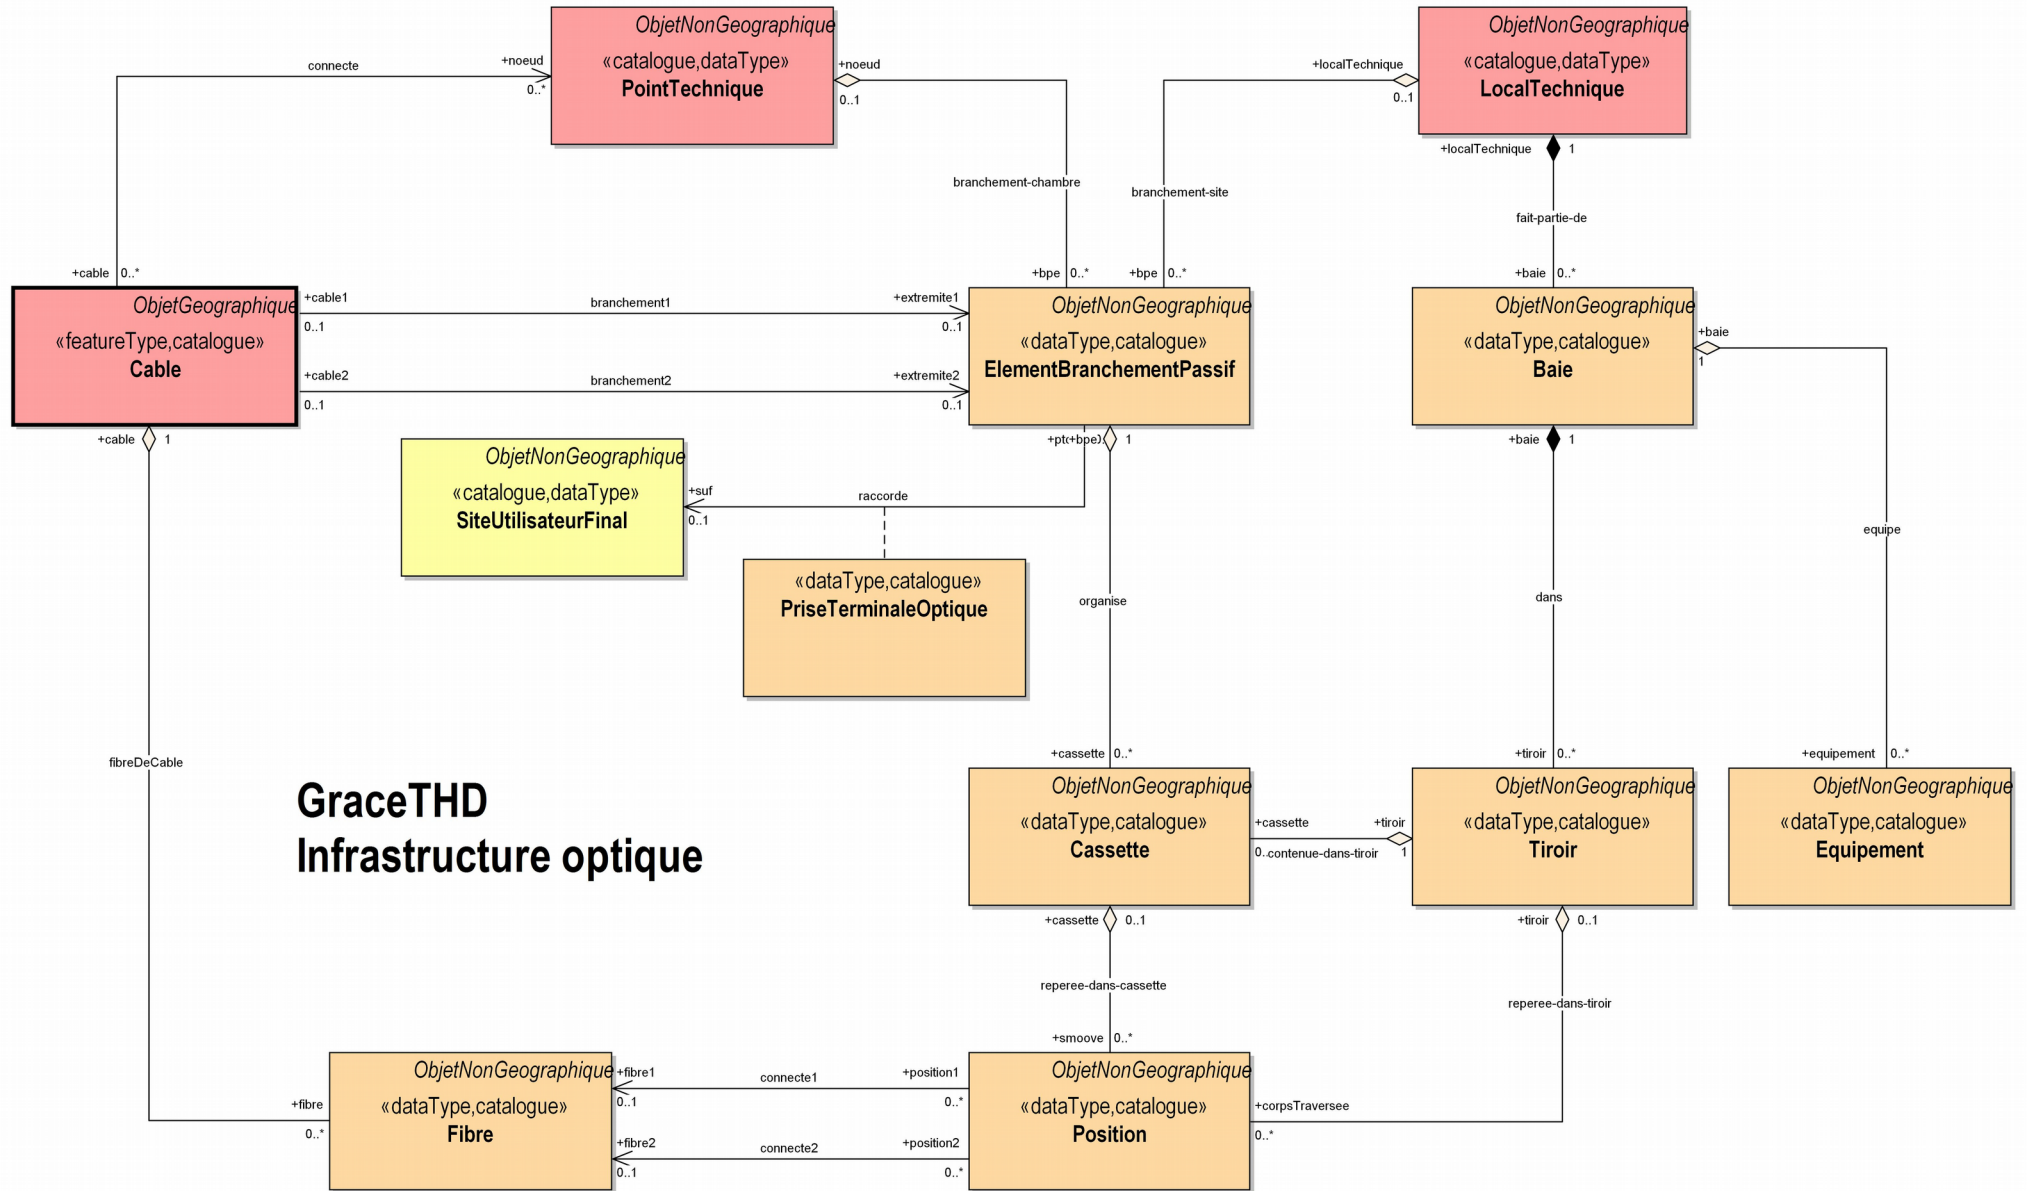 ObjetNonGeographique
«catalogue,dataType»
PointTechnique
ObjetNonGeographique
«catalogue,dataType»
LocalTechnique
connecte
+noeud
0..*
+noeud
0..1
+localTechnique
0..1
+localTechnique
1
branchement-chambre
branchement-site
fait-partie-de
+cable
0..*
+bpe
0..*
+bpe
0..*
+baie
0..*
ObjetGeographique
«featureType,catalogue»
Cable
+cable1
0..1
branchement1
+extremite1
0..1
+cable2
0..1
branchement2
+extremite2
0..1
ObjetNonGeographique
«dataType,catalogue»
ElementBranchementPassif
ObjetNonGeographique
«dataType,catalogue»
Baie
+baie
1
+cable
1
+bpe
1
+baie
1
ObjetNonGeographique
«catalogue,dataType»
SiteUtilisateurFinal
+suf
0..1
raccorde
«dataType,catalogue»
PriseTerminaleOptique
organise
dans
equipe
fibreDeCable
GraceTHD
Infrastructure optique
+cassette
0..*
+tiroir
0..*
+equipement
0..*
ObjetNonGeographique
«dataType,catalogue»
Cassette
+cassette
+tiroir
contenue-dans-tiroir
1
ObjetNonGeographique
«dataType,catalogue»
Tiroir
ObjetNonGeographique
«dataType,catalogue»
Equipement
+cassette
0..1
+tiroir
0..1
reperee-dans-cassette
reperee-dans-tiroir
+smoove
0..*
+fibre
0..*
ObjetNonGeographique
«dataType,catalogue»
Fibre
+fibre1
0..1
connecte1
+position1
0..*
+fibre2
0..1
connecte2
+position2
0..*
ObjetNonGeographique
«dataType,catalogue»
Position
+corpsTraversee
0..*